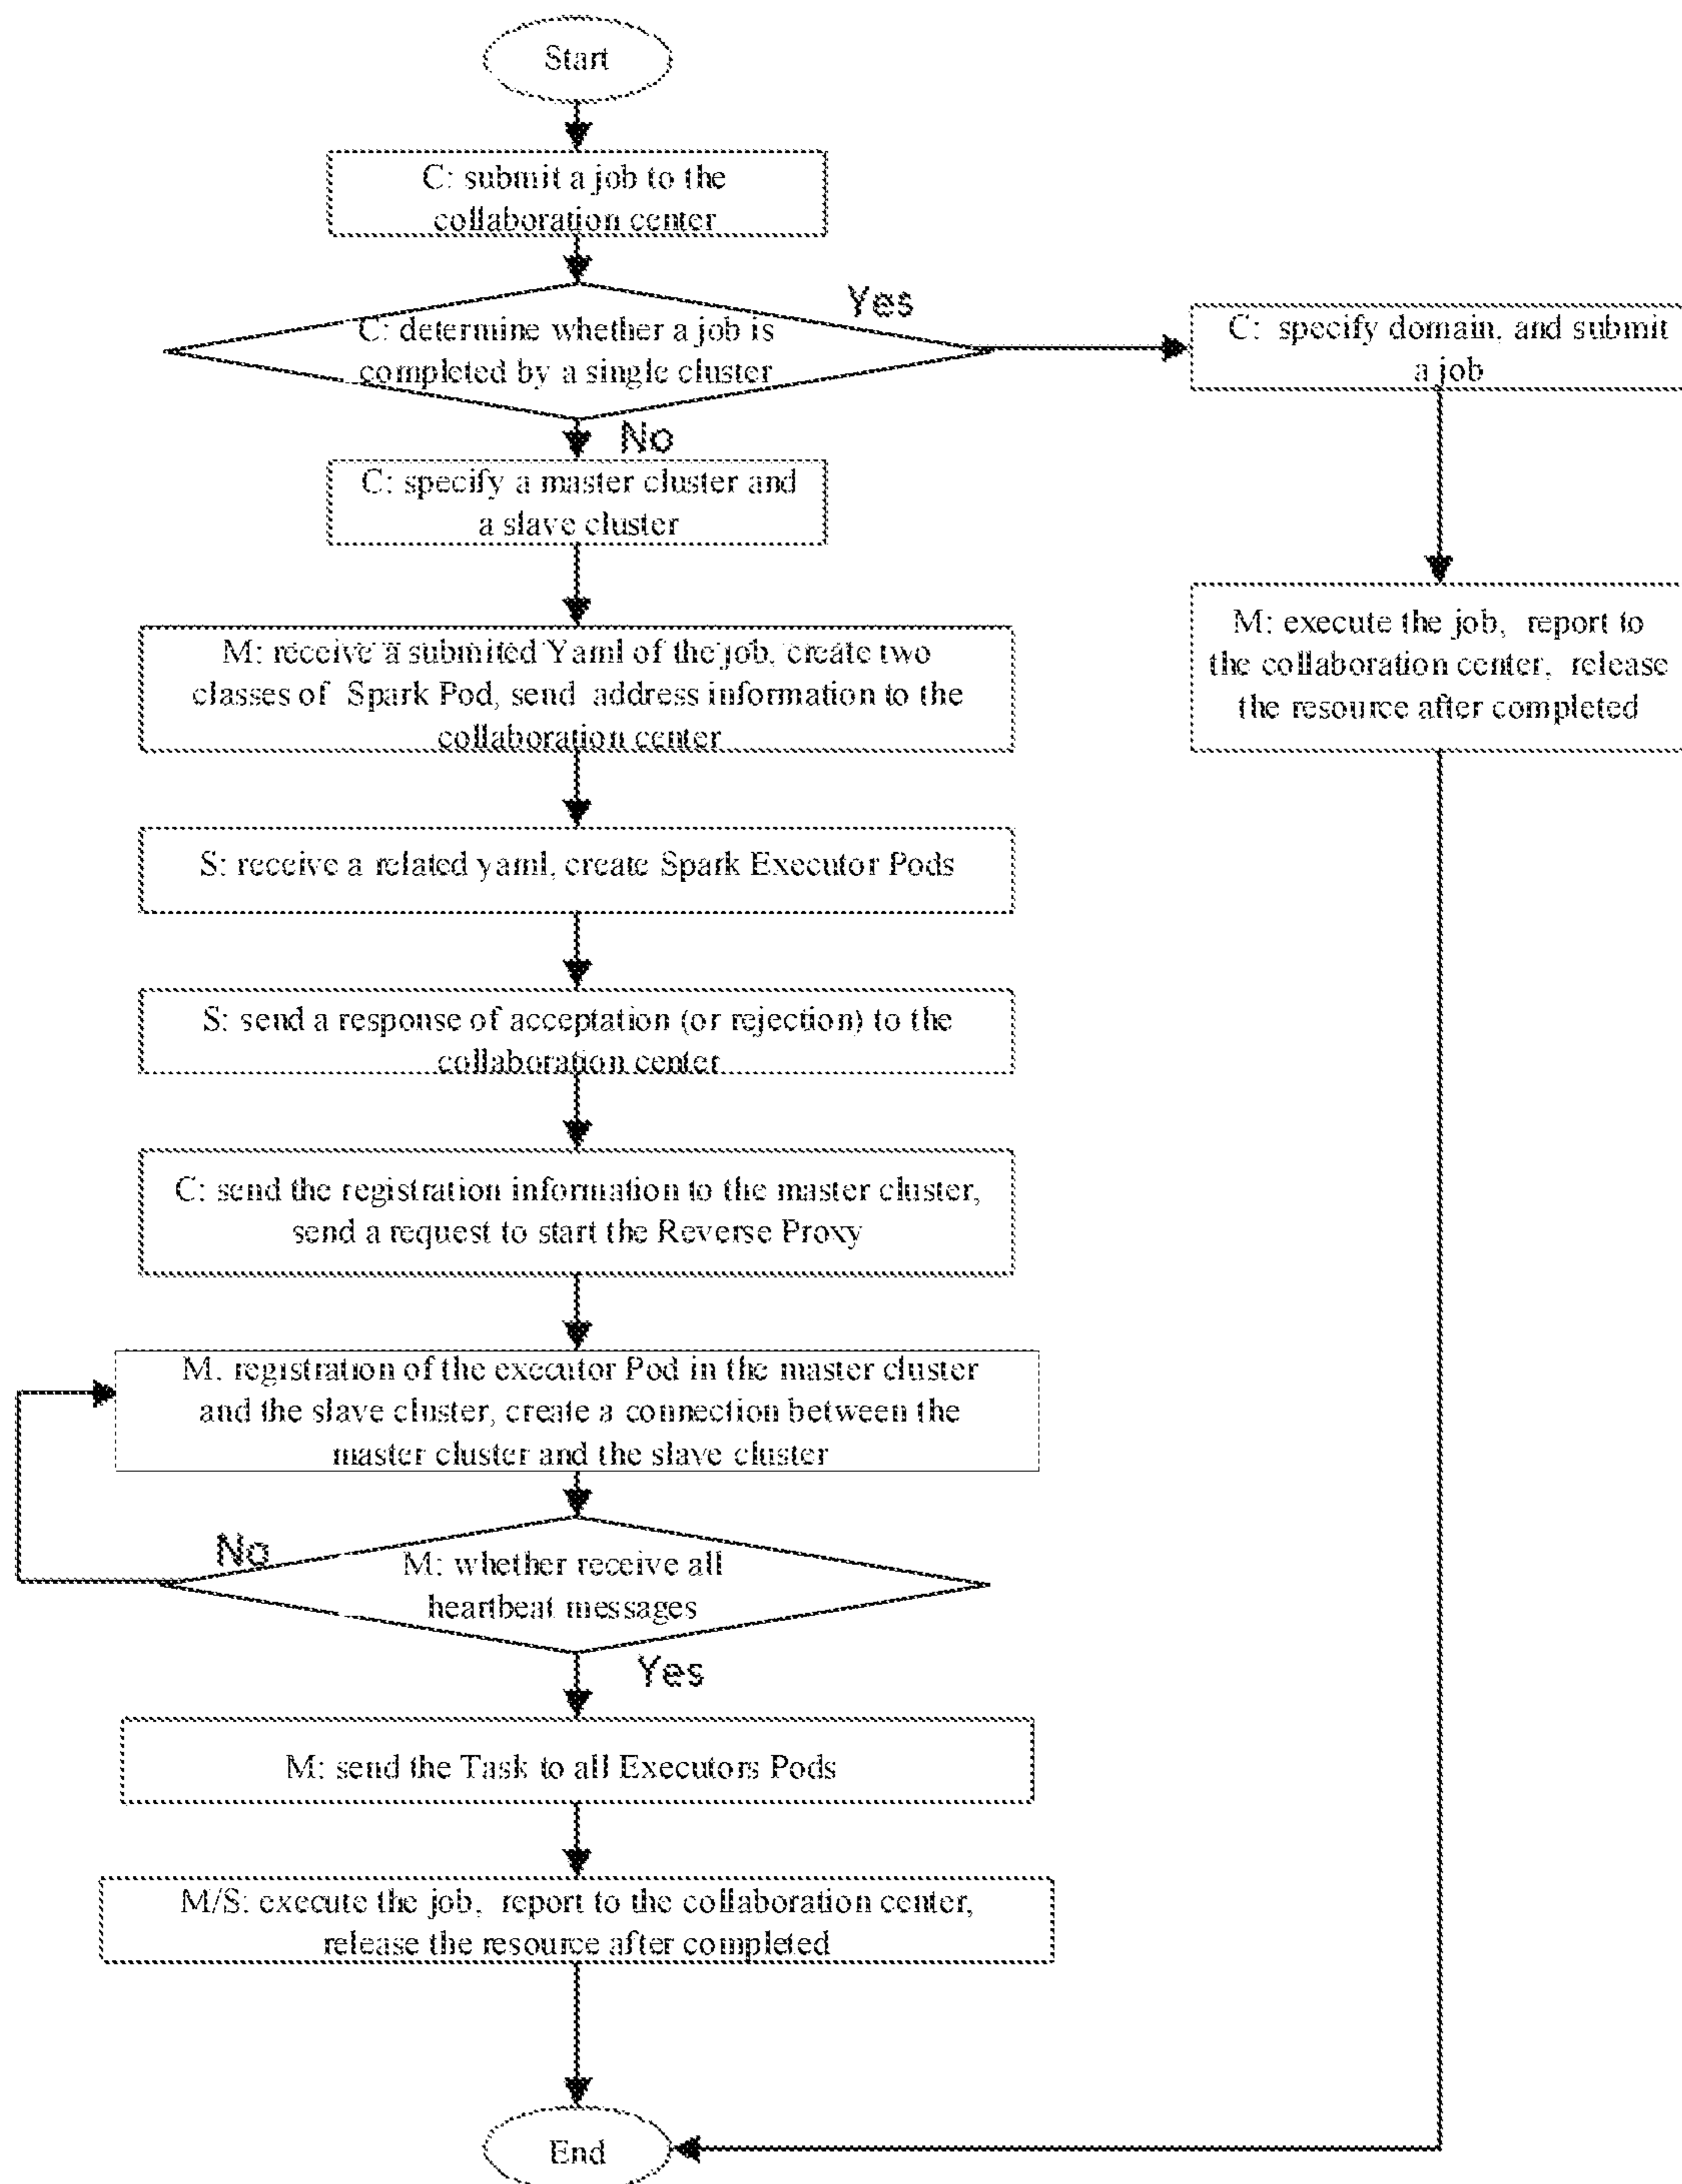 Start
C: submit a job to the
collaboration center
Yes
C: determine whether a job is
completed by a single cluster
C: specify domain, and submit
a job
No
C: specify a master cluster and
a slave cluster
M: execute the job, report to
the collaboration center, release
the resource after completed
M: receive a submited Yaml of the job, create two
classes of Spark Pod, send address information to the
collaboration center
S: receive a related yaml, create Spark Executor Pods
S: send a response of acceptation (or rejection) to the
collaboration center
C: send the registration information to the master cluster,
send a request to start the Reverse Proxy
M. registration of the executor Pod in the master cluster
and the slave cluster, create a connection between the
master cluster and the slave cluster
No
M: whether receive all
heartbeat messages
Yes
M: send the Task to all Executors Pods
M/S: execute the job, report to the collaboration center,
release the resource after completed
End